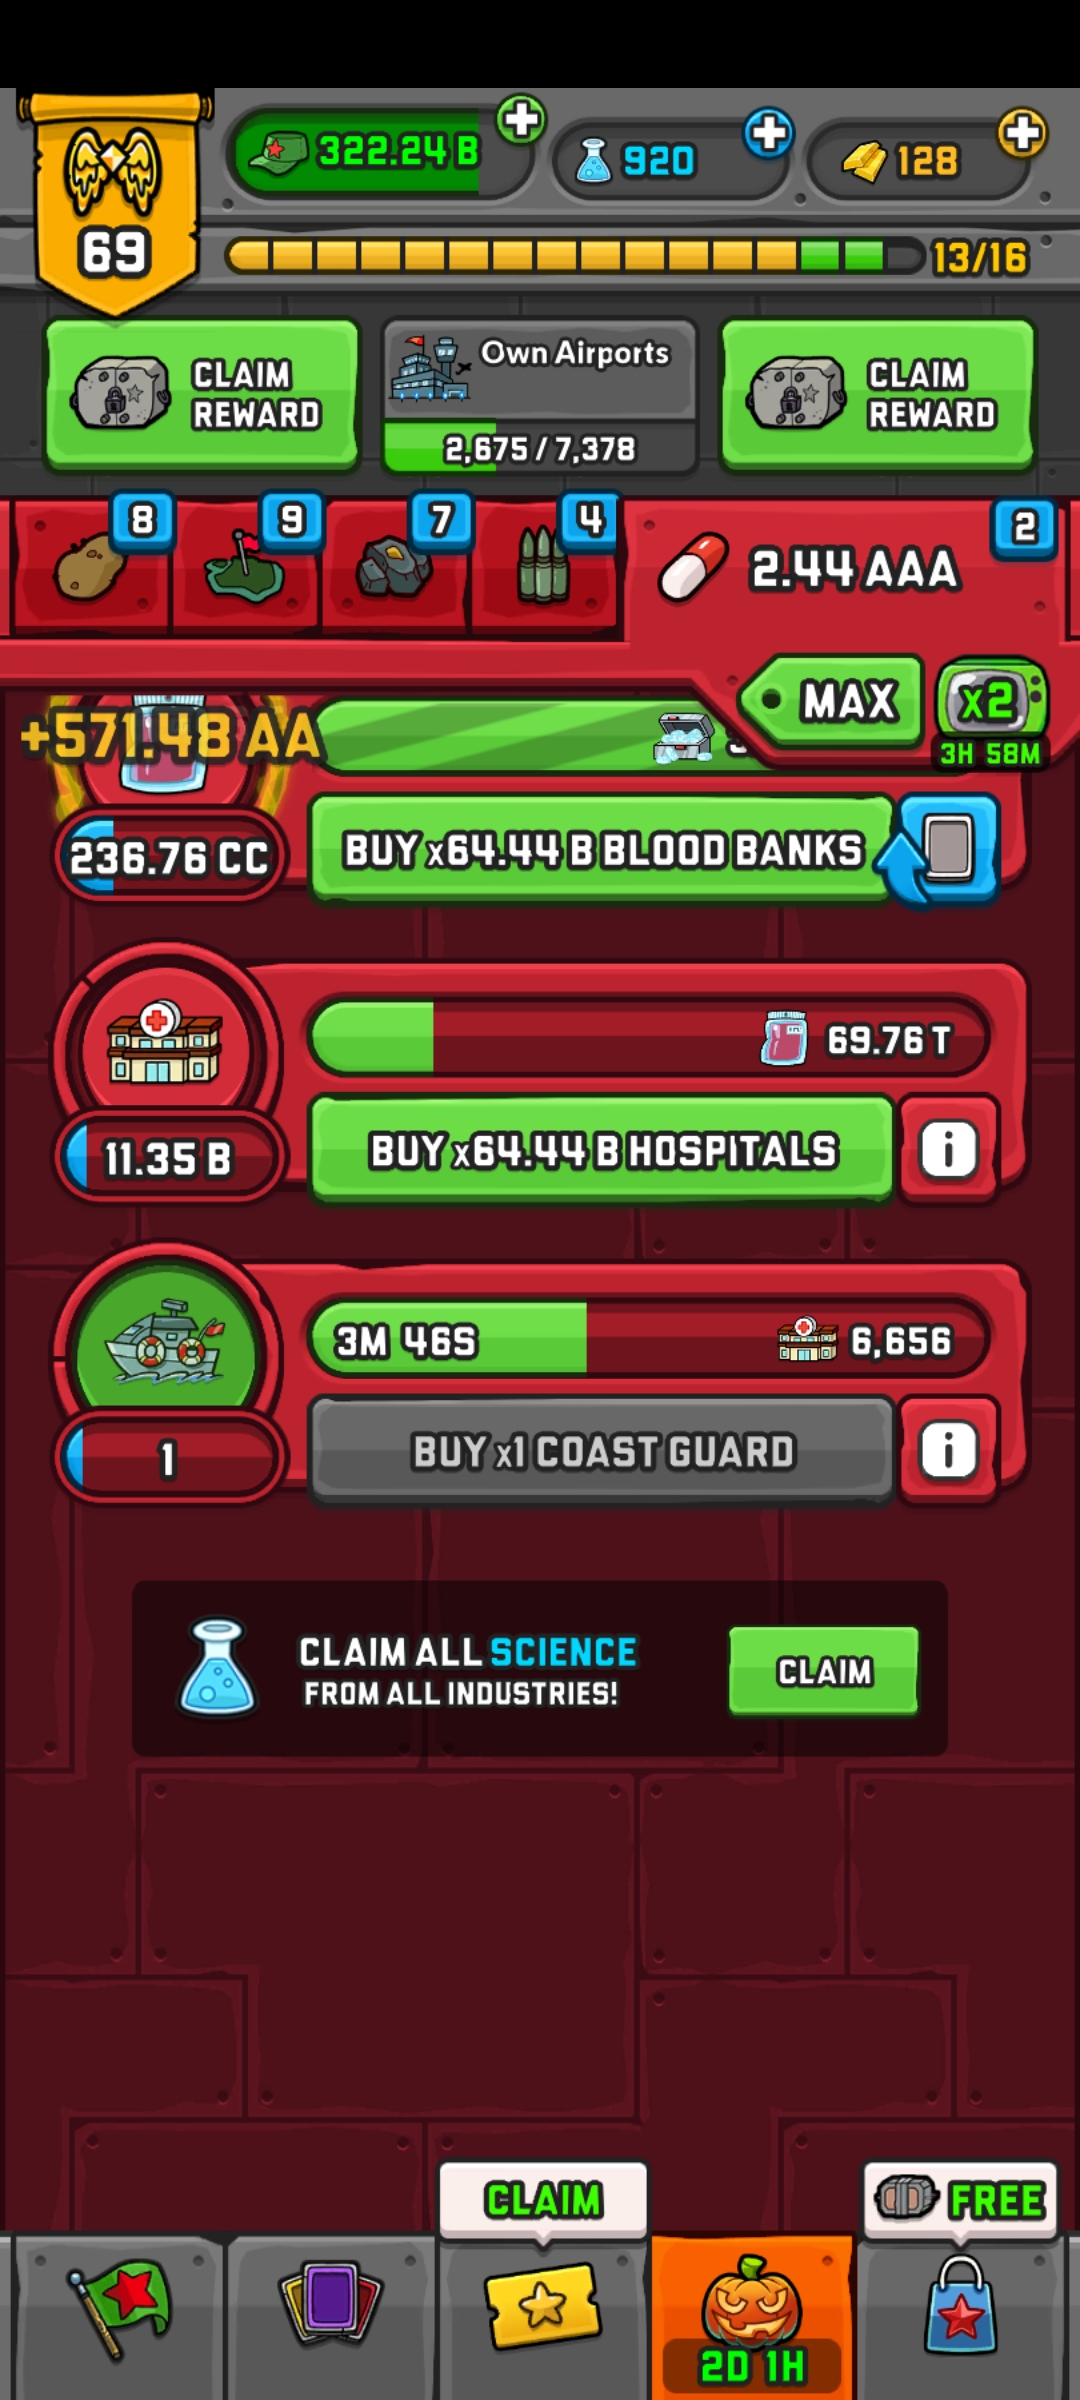 69
322.24 B
920
128
13/16
CLAIM
REWARD
Own Airports
2,675 / 7,378
CLAIM
REWARD
8
9
7
4
2.44 AAA
2
MAX
x2
3H 58M
+571.48 AA
236.76 CC
BUY x64.44 B BLOOD BANKS
69.76 T
11.35 B
BUY x64.44 B HOSPITALS
i
3M 46S
6,656
1
BUY x1 COAST GUARD
i
CLAIM ALL SCIENCE
FROM ALL INDUSTRIES!
CLAIM
CLAIM
FREE
2D 1H